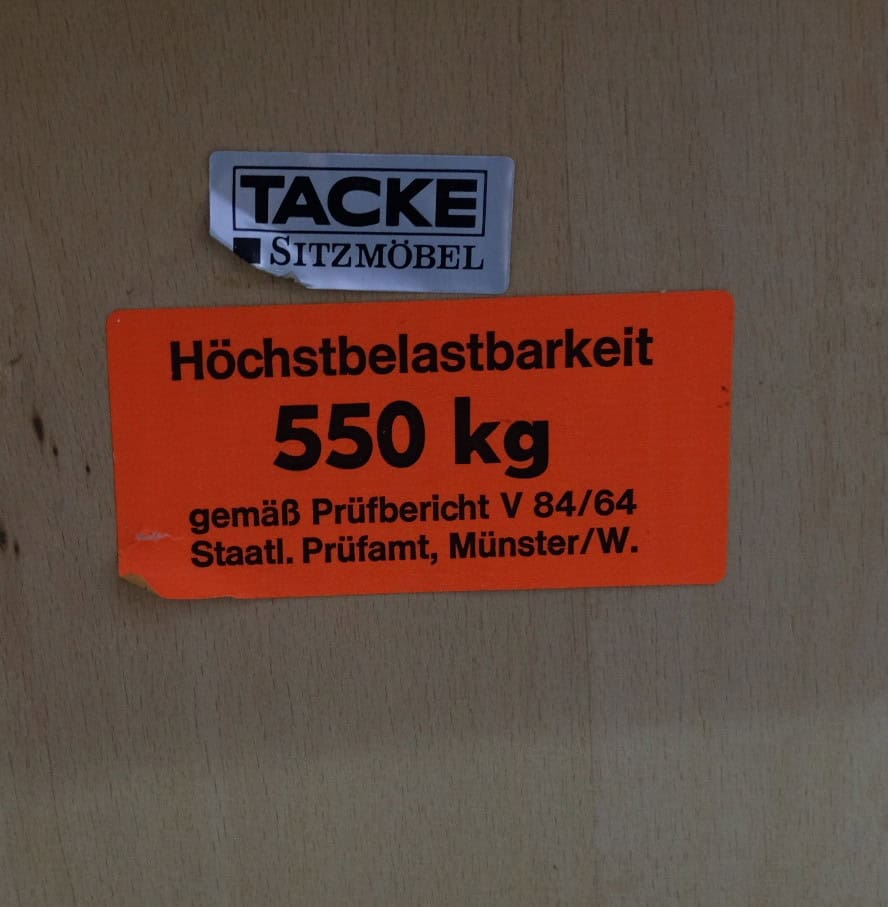 TACKE
SITZMÖBEL
Höchstbelastbarkeit
550 kg
gemäß Prüfbericht V 84/64
Staatl. Prüfamt, Münster/W.